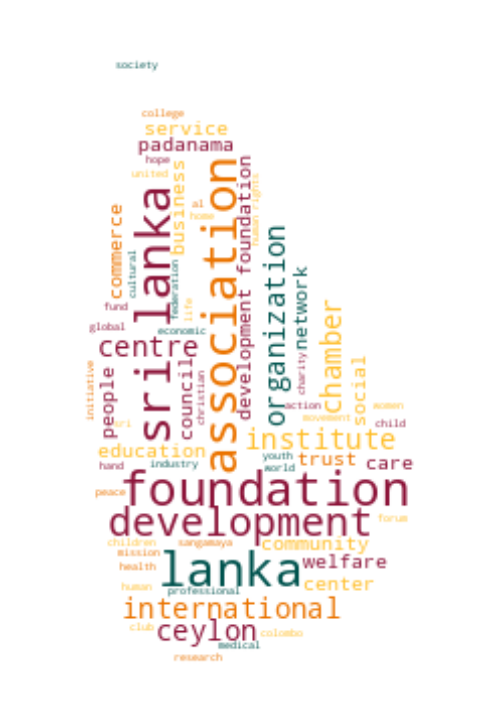 society
college
service
padanama
hope
united
business
al
home
human rights
sri lanka
association
development foundation
commerce
cultural
federation
life
organization
network
fund
global
economic
centre
chamber
social
council
christian
charity
people
initiative
sri
action
women
movement
child
institute
education
youth
trust
care
hand
industry
world
foundation
peace
development
forum
children
sangamaya
community
mission
lanka
welfare
health
human
professional
center
international
club
ceylon
colombo
medical
research